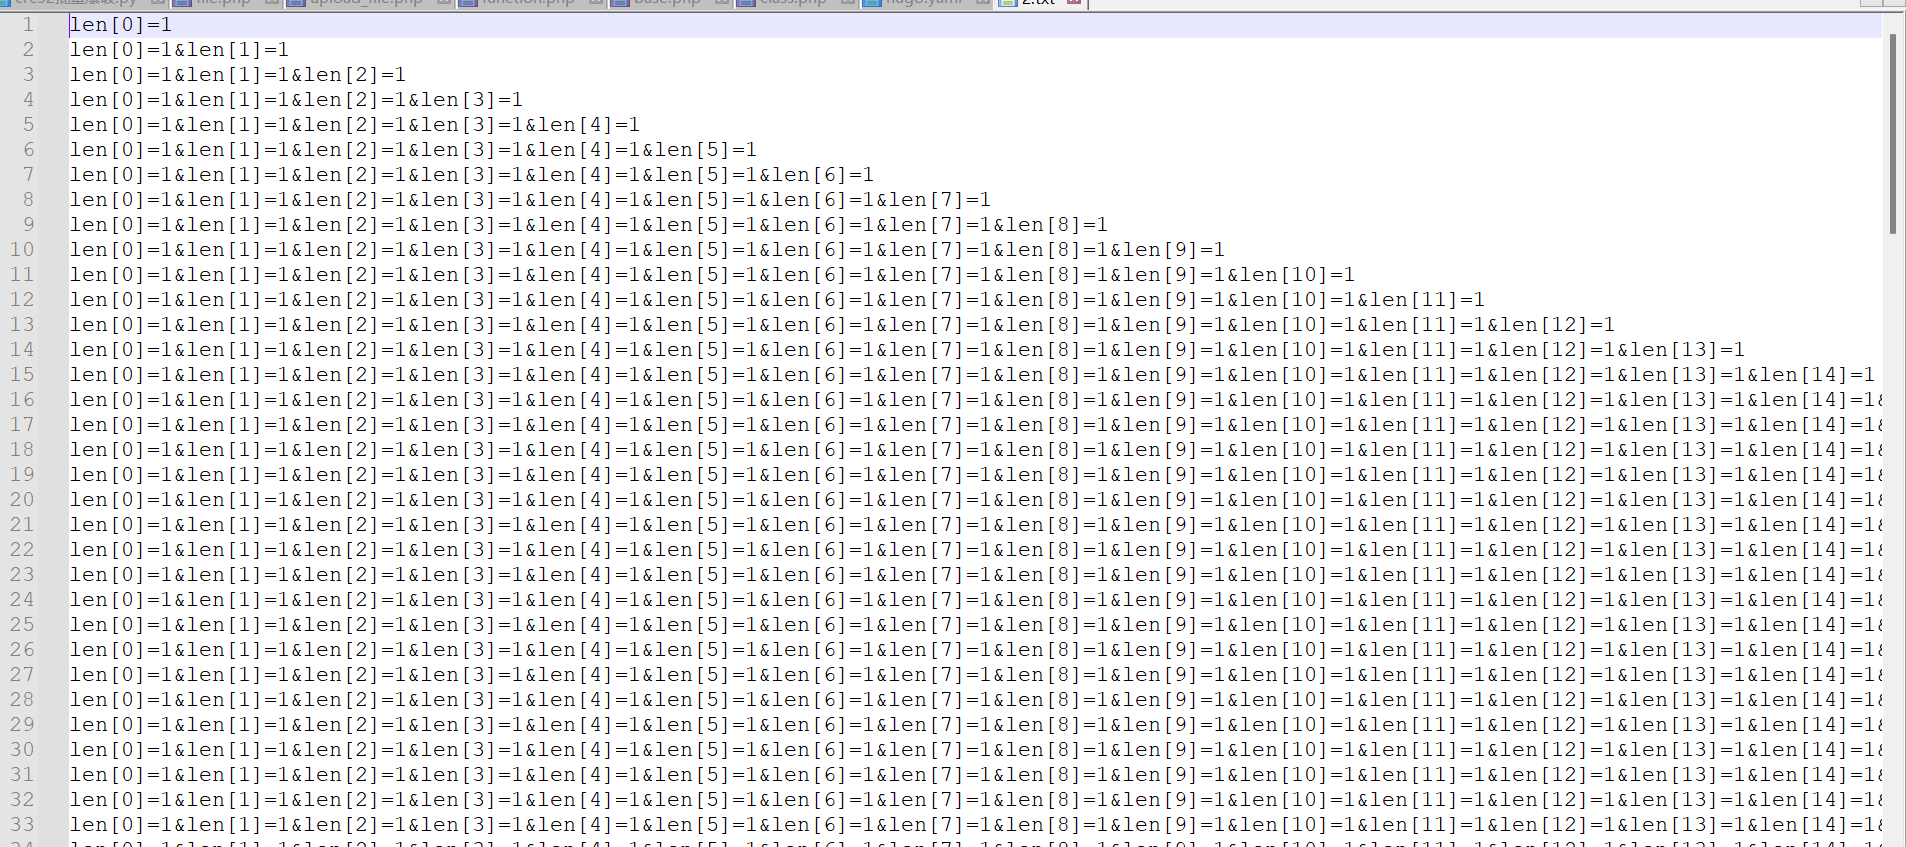 file.php upload_file.php function.php base.php class.php hugo.yaml 2.txt
1 len[0]=1
2 len[0]=1&len[1]=1
3 len[0]=1&len[1]=1&len[2]=1
4 len[0]=1&len[1]=1&len[2]=1&len[3]=1
5 len[0]=1&len[1]=1&len[2]=1&len[3]=1&len[4]=1
6 len[0]=1&len[1]=1&len[2]=1&len[3]=1&len[4]=1&len[5]=1
7 len[0]=1&len[1]=1&len[2]=1&len[3]=1&len[4]=1&len[5]=1&len[6]=1
8 len[0]=1&len[1]=1&len[2]=1&len[3]=1&len[4]=1&len[5]=1&len[6]=1&len[7]=1
9 len[0]=1&len[1]=1&len[2]=1&len[3]=1&len[4]=1&len[5]=1&len[6]=1&len[7]=1&len[8]=1
10 len[0]=1&len[1]=1&len[2]=1&len[3]=1&len[4]=1&len[5]=1&len[6]=1&len[7]=1&len[8]=1&len[9]=1
11 len[0]=1&len[1]=1&len[2]=1&len[3]=1&len[4]=1&len[5]=1&len[6]=1&len[7]=1&len[8]=1&len[9]=1&len[10]=1
12 len[0]=1&len[1]=1&len[2]=1&len[3]=1&len[4]=1&len[5]=1&len[6]=1&len[7]=1&len[8]=1&len[9]=1&len[10]=1&len[11]=1
13 len[0]=1&len[1]=1&len[2]=1&len[3]=1&len[4]=1&len[5]=1&len[6]=1&len[7]=1&len[8]=1&len[9]=1&len[10]=1&len[11]=1&len[12]=1
14 len[0]=1&len[1]=1&len[2]=1&len[3]=1&len[4]=1&len[5]=1&len[6]=1&len[7]=1&len[8]=1&len[9]=1&len[10]=1&len[11]=1&len[12]=1&len[13]=1
15 len[0]=1&len[1]=1&len[2]=1&len[3]=1&len[4]=1&len[5]=1&len[6]=1&len[7]=1&len[8]=1&len[9]=1&len[10]=1&len[11]=1&len[12]=1&len[13]=1&len[14]=1
16 len[0]=1&len[1]=1&len[2]=1&len[3]=1&len[4]=1&len[5]=1&len[6]=1&len[7]=1&len[8]=1&len[9]=1&len[10]=1&len[11]=1&len[12]=1&len[13]=1&len[14]=1&
17 len[0]=1&len[1]=1&len[2]=1&len[3]=1&len[4]=1&len[5]=1&len[6]=1&len[7]=1&len[8]=1&len[9]=1&len[10]=1&len[11]=1&len[12]=1&len[13]=1&len[14]=1&
18 len[0]=1&len[1]=1&len[2]=1&len[3]=1&len[4]=1&len[5]=1&len[6]=1&len[7]=1&len[8]=1&len[9]=1&len[10]=1&len[11]=1&len[12]=1&len[13]=1&len[14]=1&
19 len[0]=1&len[1]=1&len[2]=1&len[3]=1&len[4]=1&len[5]=1&len[6]=1&len[7]=1&len[8]=1&len[9]=1&len[10]=1&len[11]=1&len[12]=1&len[13]=1&len[14]=1&
20 len[0]=1&len[1]=1&len[2]=1&len[3]=1&len[4]=1&len[5]=1&len[6]=1&len[7]=1&len[8]=1&len[9]=1&len[10]=1&len[11]=1&len[12]=1&len[13]=1&len[14]=1&
21 len[0]=1&len[1]=1&len[2]=1&len[3]=1&len[4]=1&len[5]=1&len[6]=1&len[7]=1&len[8]=1&len[9]=1&len[10]=1&len[11]=1&len[12]=1&len[13]=1&len[14]=1&
22 len[0]=1&len[1]=1&len[2]=1&len[3]=1&len[4]=1&len[5]=1&len[6]=1&len[7]=1&len[8]=1&len[9]=1&len[10]=1&len[11]=1&len[12]=1&len[13]=1&len[14]=1&
23 len[0]=1&len[1]=1&len[2]=1&len[3]=1&len[4]=1&len[5]=1&len[6]=1&len[7]=1&len[8]=1&len[9]=1&len[10]=1&len[11]=1&len[12]=1&len[13]=1&len[14]=1&
24 len[0]=1&len[1]=1&len[2]=1&len[3]=1&len[4]=1&len[5]=1&len[6]=1&len[7]=1&len[8]=1&len[9]=1&len[10]=1&len[11]=1&len[12]=1&len[13]=1&len[14]=1&
25 len[0]=1&len[1]=1&len[2]=1&len[3]=1&len[4]=1&len[5]=1&len[6]=1&len[7]=1&len[8]=1&len[9]=1&len[10]=1&len[11]=1&len[12]=1&len[13]=1&len[14]=1&
26 len[0]=1&len[1]=1&len[2]=1&len[3]=1&len[4]=1&len[5]=1&len[6]=1&len[7]=1&len[8]=1&len[9]=1&len[10]=1&len[11]=1&len[12]=1&len[13]=1&len[14]=1&
27 len[0]=1&len[1]=1&len[2]=1&len[3]=1&len[4]=1&len[5]=1&len[6]=1&len[7]=1&len[8]=1&len[9]=1&len[10]=1&len[11]=1&len[12]=1&len[13]=1&len[14]=1&
28 len[0]=1&len[1]=1&len[2]=1&len[3]=1&len[4]=1&len[5]=1&len[6]=1&len[7]=1&len[8]=1&len[9]=1&len[10]=1&len[11]=1&len[12]=1&len[13]=1&len[14]=1&
29 len[0]=1&len[1]=1&len[2]=1&len[3]=1&len[4]=1&len[5]=1&len[6]=1&len[7]=1&len[8]=1&len[9]=1&len[10]=1&len[11]=1&len[12]=1&len[13]=1&len[14]=1&
30 len[0]=1&len[1]=1&len[2]=1&len[3]=1&len[4]=1&len[5]=1&len[6]=1&len[7]=1&len[8]=1&len[9]=1&len[10]=1&len[11]=1&len[12]=1&len[13]=1&len[14]=1&
31 len[0]=1&len[1]=1&len[2]=1&len[3]=1&len[4]=1&len[5]=1&len[6]=1&len[7]=1&len[8]=1&len[9]=1&len[10]=1&len[11]=1&len[12]=1&len[13]=1&len[14]=1&
32 len[0]=1&len[1]=1&len[2]=1&len[3]=1&len[4]=1&len[5]=1&len[6]=1&len[7]=1&len[8]=1&len[9]=1&len[10]=1&len[11]=1&len[12]=1&len[13]=1&len[14]=1&
33 len[0]=1&len[1]=1&len[2]=1&len[3]=1&len[4]=1&len[5]=1&len[6]=1&len[7]=1&len[8]=1&len[9]=1&len[10]=1&len[11]=1&len[12]=1&len[13]=1&len[14]=1&